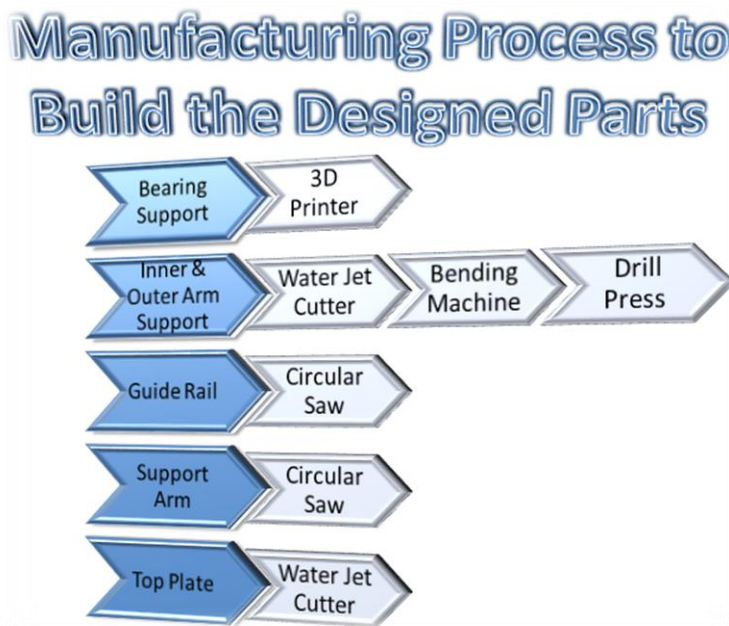 Manufacturing Process to
Build the Designed Parts
Bearing
Support
3D
Printer
Inner &
Outer Arm
Support
Water Jet
Cutter
Bending
Machine
Drill
Press
Guide Rail
Circular
Saw
Support
Arm
Circular
Saw
Top Plate
Water Jet
Cutter